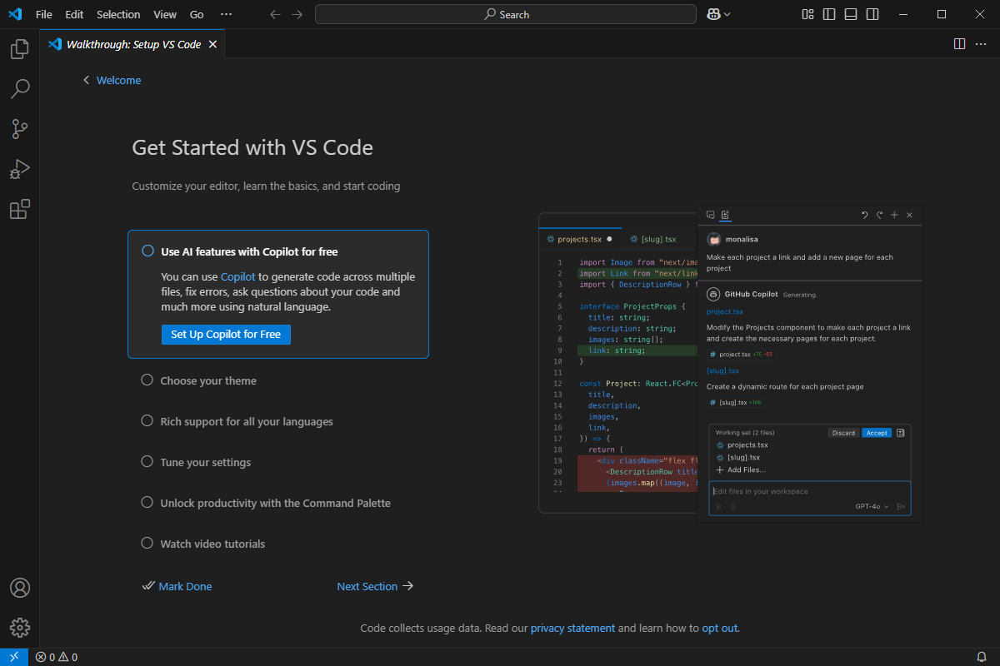 File Edit Selection View Go ··· Search
Walkthrough: Setup VS Code
Welcome
Get Started with VS Code
Customize your editor, learn the basics, and start coding
Use AI features with Copilot for free
You can use Copilot to generate code across multiple
files, fix errors, ask questions about your code and
much more using natural language.
Set Up Copilot for Free
Choose your theme
Rich support for all your languages
Tune your settings
Unlock productivity with the Command Palette
Watch video tutorials
Mark Done Next Section
projects.tsx [slug].tsx
1 import Image from "next/ima
2 import Link from "next/link
3 import { DescriptionRow } f
4
5 interface ProjectProps {
6 title: string;
7 description: string;
8 images: string[];
9 link: string;
10 }
11
12 const Project: React.FC<Pro
13 title,
14 description,
15 images,
16 link,
17 }) => {
18 return (
19 <div className="flex fl
20 <DescriptionRow title
23 {images.map((image, i
monalisa
Make each project a link and add a new page for each
project
GitHub Copilot Generating.
project.tsx
Modify the Projects component to make each project a link
and create the necessary pages for each project.
# project.tsx
[slug].tsx
Create a dynamic route for each project page
# [slug].tsx
Working set (2 files) Discard Accept
projects.tsx
[slug].tsx
+ Add Files...
Edit files in your workspace
GPT-4o
Code collects usage data. Read our privacy statement and learn how to opt out.
0 0